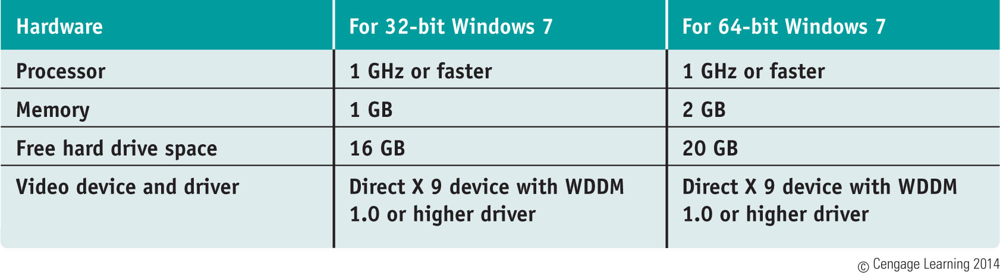 Hardware For 32-bit Windows 7 For 64-bit Windows 7
Processor 1 GHz or faster 1 GHz or faster
Memory 1 GB 2 GB
Free hard drive space 16 GB 20 GB
Video device and driver Direct X 9 device with WDDM Direct X 9 device with WDDM
1.0 or higher driver 1.0 or higher driver
© Cengage Learning 2014